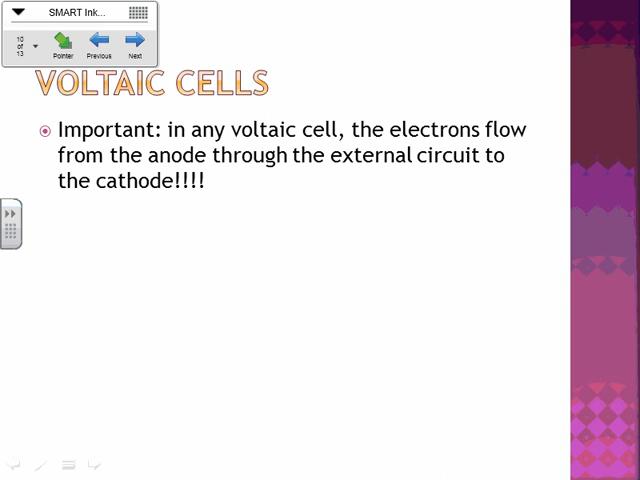 SMART Ink...
10
of
13
Pointer
Previous
Next
VOLTAIC CELLS
Important: in any voltaic cell, the electrons flow
from the anode through the external circuit to
the cathode!!!!